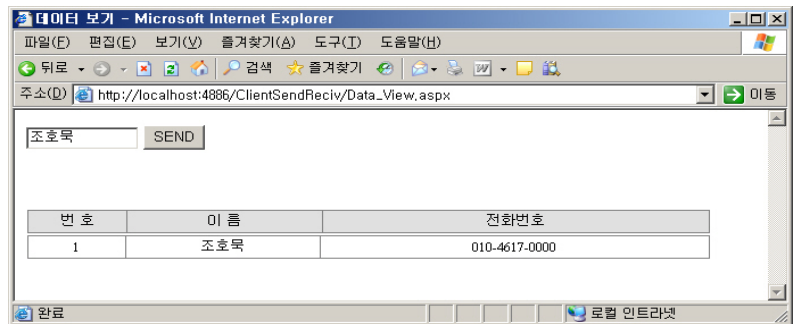 데이터 보기 - Microsoft Internet Explorer
파일(F) 편집(E) 보기(V) 즐겨찾기(A) 도구(T) 도움말(H)
뒤로 검색 즐겨찾기
주소(D) http://localhost:4886/ClientSendReciv/Data_View.aspx 이동
조호묵 SEND
번 호 이 름 전화번호
1 조호묵 010-4617-0000
완료 로컬 인트라넷